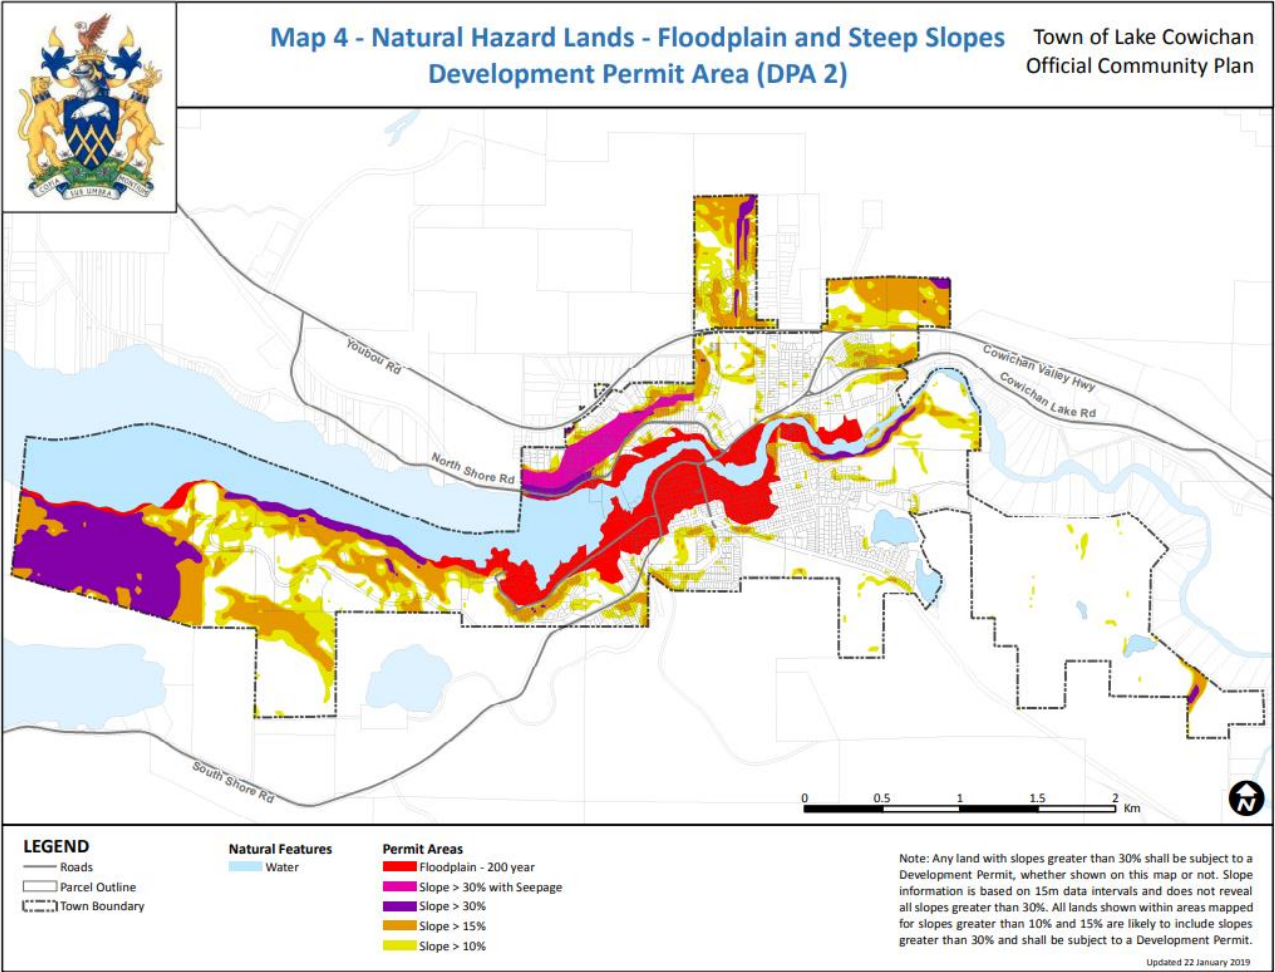 Map 4 - Natural Hazard Lands - Floodplain and Steep Slopes
Development Permit Area (DPA 2)
Town of Lake Cowichan
Official Community Plan
COPIA
SUB UMBRA
MONTIUM
Youbou Rd
Cowichan Valley Hwy
Cowichan Lake Rd
North Shore Rd
South Shore Rd
0 0.5 1 1.5 2
Km
N
LEGEND
Roads
Parcel Outline
Town Boundary
Natural Features
Water
Permit Areas
Floodplain - 200 year
Slope > 30% with Seepage
Slope > 30%
Slope > 15%
Slope > 10%
Note: Any land with slopes greater than 30% shall be subject to a
Development Permit, whether shown on this map or not. Slope
information is based on 15m data intervals and does not reveal
all slopes greater than 30%. All lands shown within areas mapped
for slopes greater than 10% and 15% are likely to include slopes
greater than 30% and shall be subject to a Development Permit.
Updated 22 January 2019